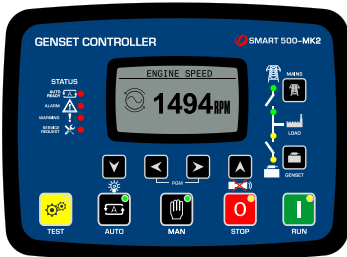 GENSET CONTROLLER
SMART 500-MK2
STATUS
AUTO READY
A
ALARM
WARNING
SERVICE REQUEST
ENGINE SPEED
1494RPM
MAINS
LOAD
GENSET
PGM
A
TEST
AUTO
MAN
0
STOP
I
RUN